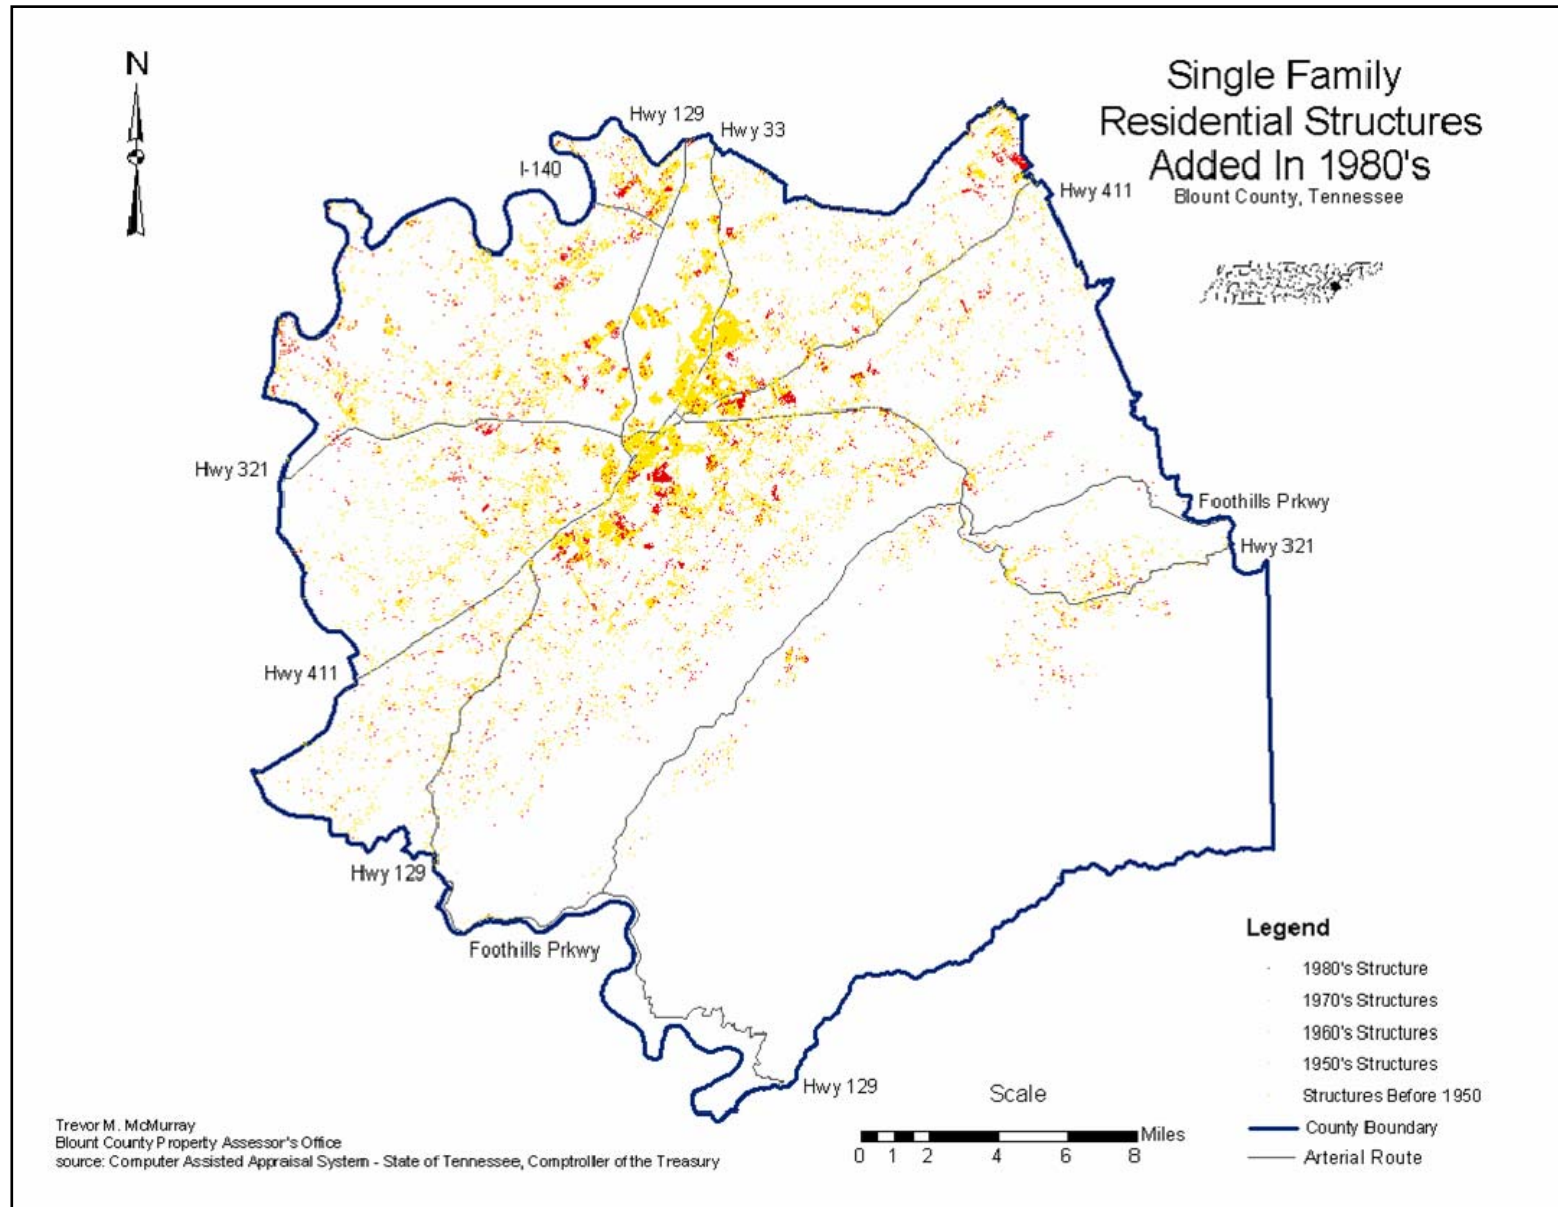 N
Single Family
Residential Structures
Added In 1980's
Blount County, Tennessee
Hwy 129
Hwy 33
I-140
Hwy 411
Hwy 321
Foothills Prkwy
Hwy 321
Hwy 411
Hwy 129
Foothills Prkwy
Hwy 129
Legend
1980's Structure
1970's Structures
1960's Structures
1950's Structures
Structures Before 1950
County Boundary
Arterial Route
Scale
Miles
0 1 2 4 6 8
Trevor M. McMurray
Blount County Property Assessor's Office
source: Computer Assisted Appraisal System - State of Tennessee, Comptroller of the Treasury